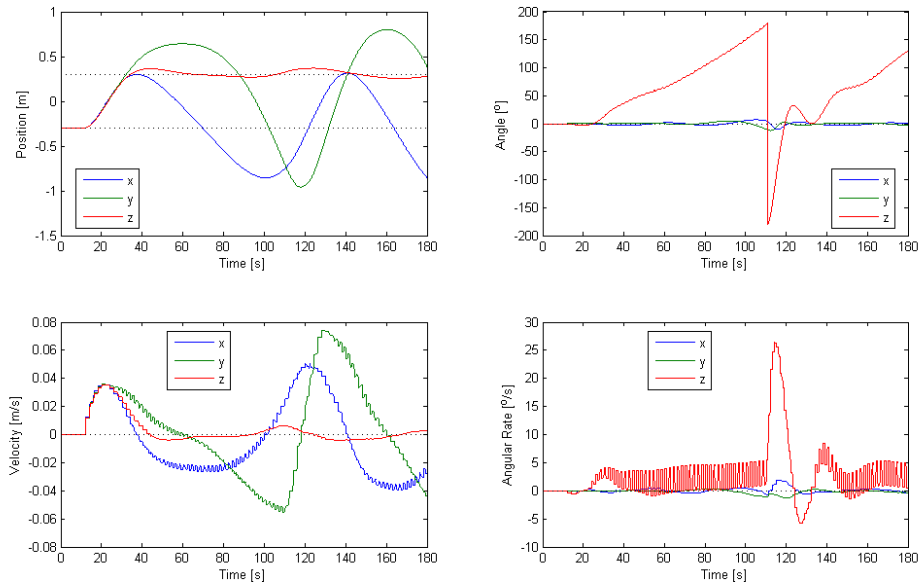 1
0.5
0
-0.5
-1
-1.5
Position [m]
x
y
z
0 20 40 60 80 100 120 140 160 180
Time [s]
200
150
100
50
0
-50
-100
-150
-200
Angle [º]
x
y
z
0 20 40 60 80 100 120 140 160 180
Time [s]
0.08
0.06
0.04
0.02
0
-0.02
-0.04
-0.06
-0.08
Velocity [m/s]
x
y
z
0 20 40 60 80 100 120 140 160 180
Time [s]
30
25
20
15
10
5
0
-5
-10
Angular Rate [º/s]
x
y
z
0 20 40 60 80 100 120 140 160 180
Time [s]